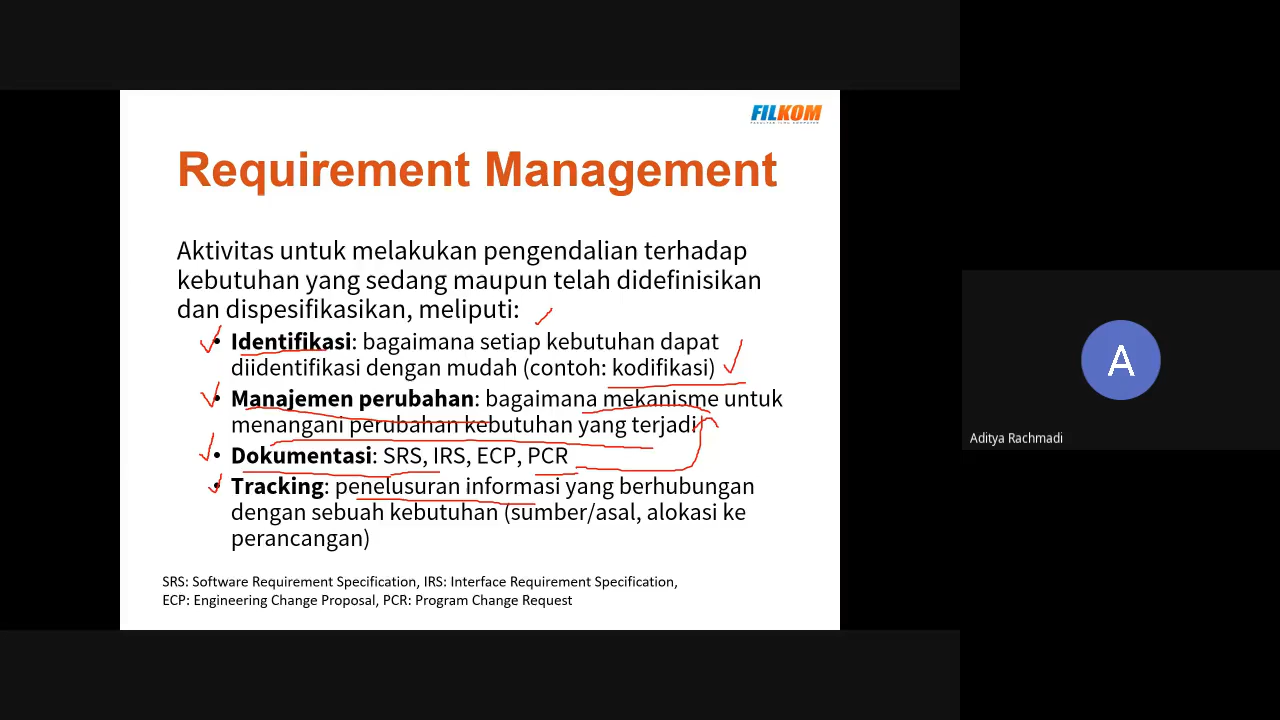 FILKOM
Requirement Management
Aktivitas untuk melakukan pengendalian terhadap
kebutuhan yang sedang maupun telah didefinisikan
dan dispesifikasikan, meliputi:
• Identifikasi: bagaimana setiap kebutuhan dapat
diidentifikasi dengan mudah (contoh: kodifikasi)
• Manajemen perubahan: bagaimana mekanisme untuk
menangani perubahan kebutuhan yang terjadi
• Dokumentasi: SRS, IRS, ECP, PCR
• Tracking: penelusuran informasi yang berhubungan
dengan sebuah kebutuhan (sumber/asal, alokasi ke
perancangan)
SRS: Software Requirement Specification, IRS: Interface Requirement Specification,
ECP: Engineering Change Proposal, PCR: Program Change Request
A
Aditya Rachmadi